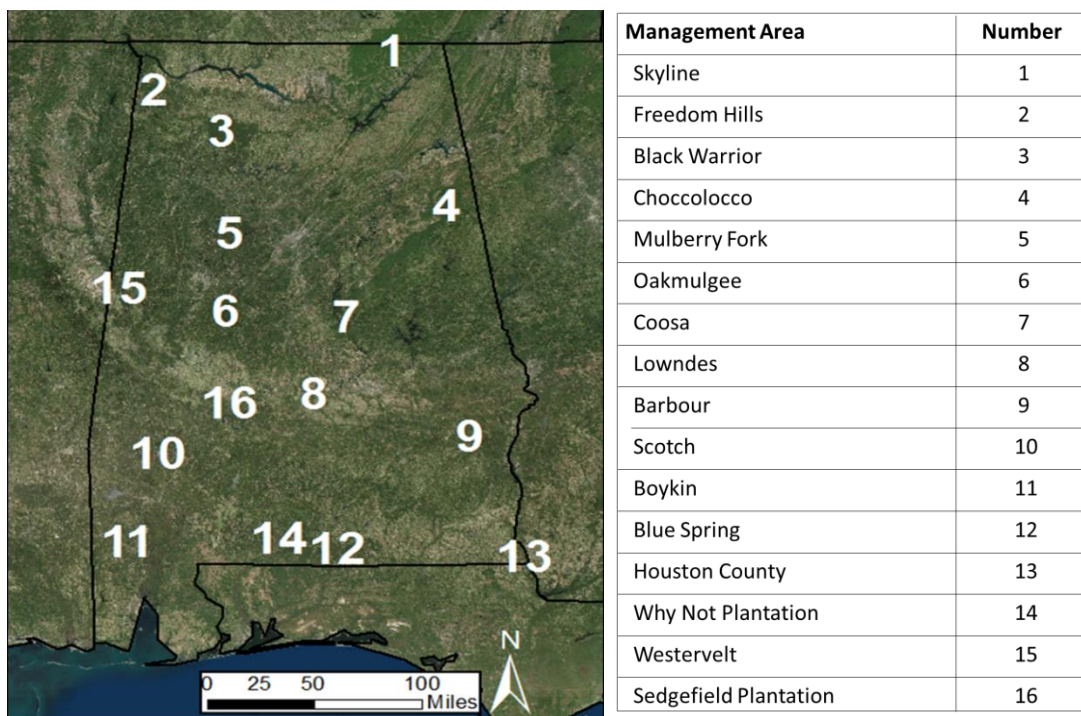 1
2
3
4
5
15
6
7
8
16
9
10
11
14
12
13
N
0 25 50 100
Miles
Management Area Number
Skyline 1
Freedom Hills 2
Black Warrior 3
Choccolocco 4
Mulberry Fork 5
Oakmulgee 6
Coosa 7
Lowndes 8
Barbour 9
Scotch 10
Boykin 11
Blue Spring 12
Houston County 13
Why Not Plantation 14
Westervelt 15
Sedgefield Plantation 16